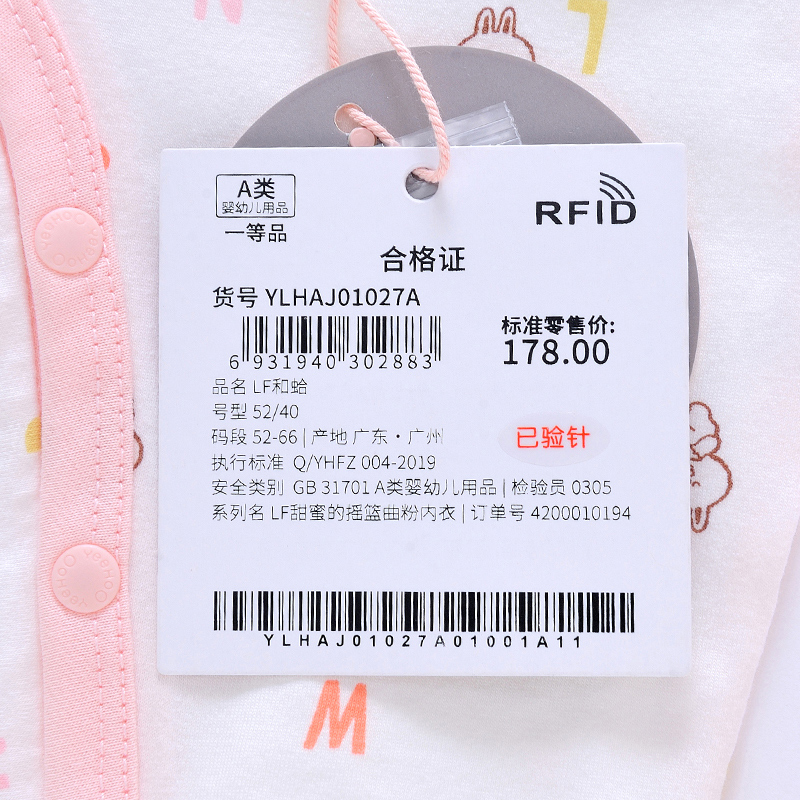 A类
婴幼儿用品
一等品
RFID
合格证
货号 YLHAJ01027A
6 931940 302883
标准零售价:
178.00
品名 LF和蛤
号型 52/40
码段 52-66 | 产地 广东·广州
已验针
执行标准 Q/YHFZ 004-2019
安全类别 GB 31701 A类婴幼儿用品 | 检验员 0305
系列名 LF甜蜜的摇篮曲粉内衣 | 订单号 4200010194
YLHAJ01027A01001A11
M